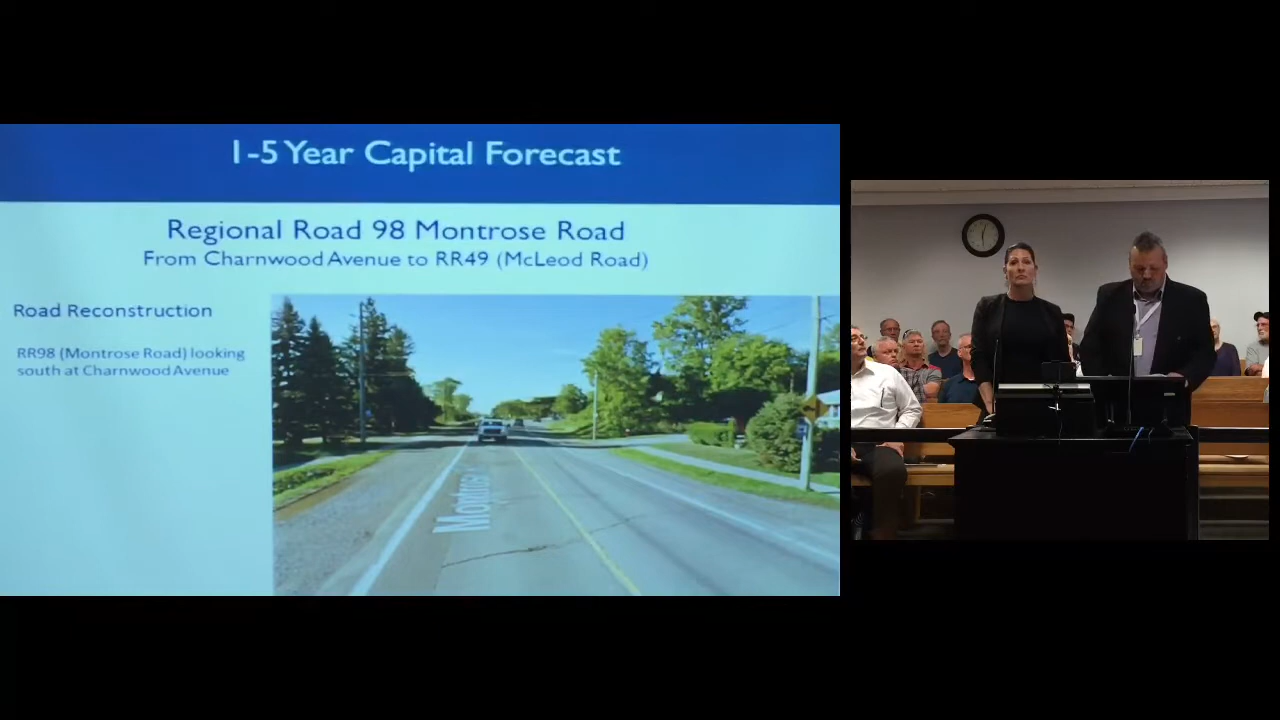 1-5 Year Capital Forecast
Regional Road 98 Montrose Road
From Charnwood Avenue to RR49 (McLeod Road)
Road Reconstruction
RR98 (Montrose Road) looking
south at Charnwood Avenue